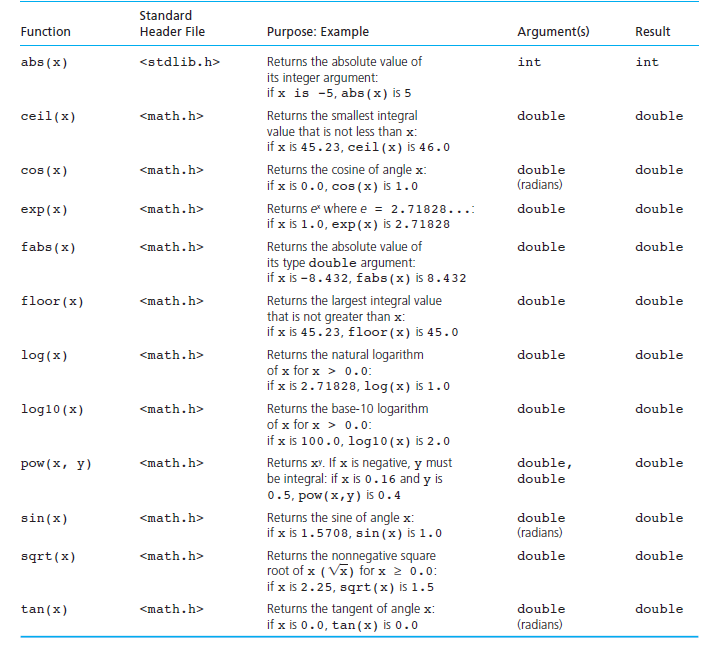 Standard
Function Header File Purpose: Example Argument(s) Result
abs(x) <stdlib.h> Returns the absolute value of int int
its integer argument:
if x is −5, abs(x) is 5
ceil(x) <math.h> Returns the smallest integral double double
value that is not less than x:
if x is 45.23, ceil(x) is 46.0
cos(x) <math.h> Returns the cosine of angle x: double double
if x is 0.0, cos(x) is 1.0 (radians)
exp(x) <math.h> Returns eˣ where e = 2.71828...: double double
if x is 1.0, exp(x) is 2.71828
fabs(x) <math.h> Returns the absolute value of double double
its type double argument:
if x is −8.432, fabs(x) is 8.432
floor(x) <math.h> Returns the largest integral value double double
that is not greater than x:
if x is 45.23, floor(x) is 45.0
log(x) <math.h> Returns the natural logarithm double double
of x for x > 0.0:
if x is 2.71828, log(x) is 1.0
log10(x) <math.h> Returns the base-10 logarithm double double
of x for x > 0.0:
if x is 100.0, log10(x) is 2.0
pow(x, y) <math.h> Returns xʸ. If x is negative, y must double, double
be integral: if x is 0.16 and y is double
0.5, pow(x,y) is 0.4
sin(x) <math.h> Returns the sine of angle x: double double
if x is 1.5708, sin(x) is 1.0 (radians)
sqrt(x) <math.h> Returns the nonnegative square double double
root of x (√x) for x ≥ 0.0:
if x is 2.25, sqrt(x) is 1.5
tan(x) <math.h> Returns the tangent of angle x: double double
if x is 0.0, tan(x) is 0.0 (radians)